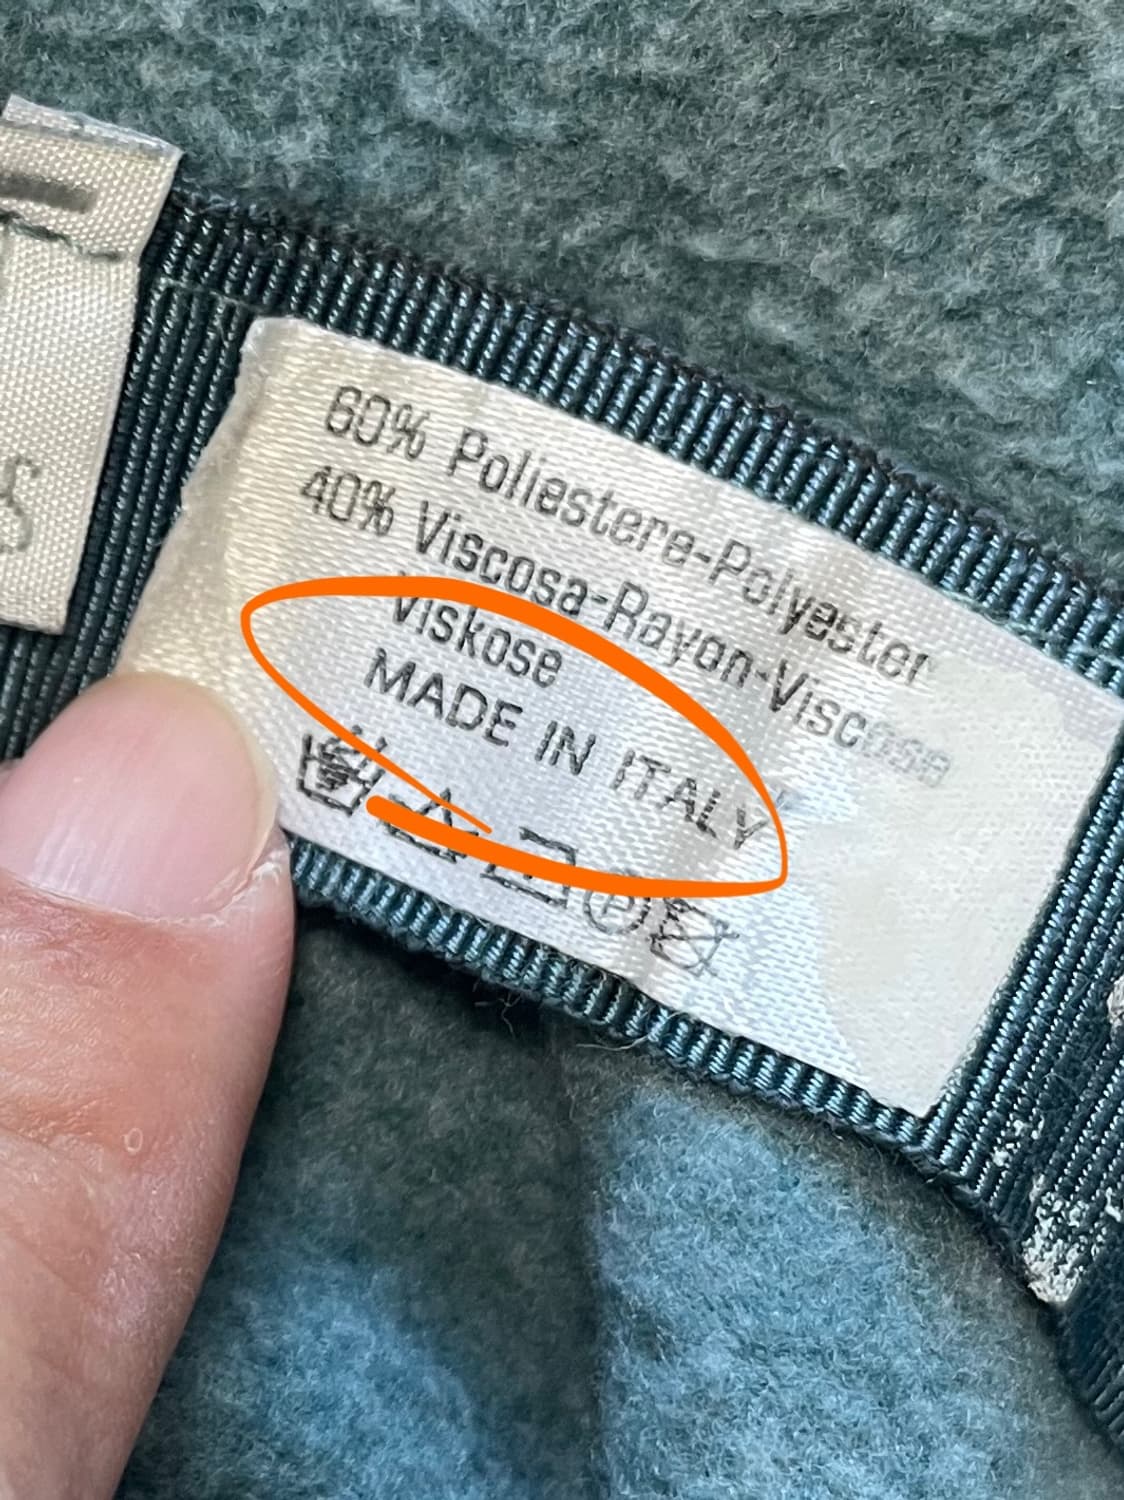 60% Poliestere-Polyester
40% Viscosa-Rayon-Viscose
Viskose
MADE IN ITALY
P
S